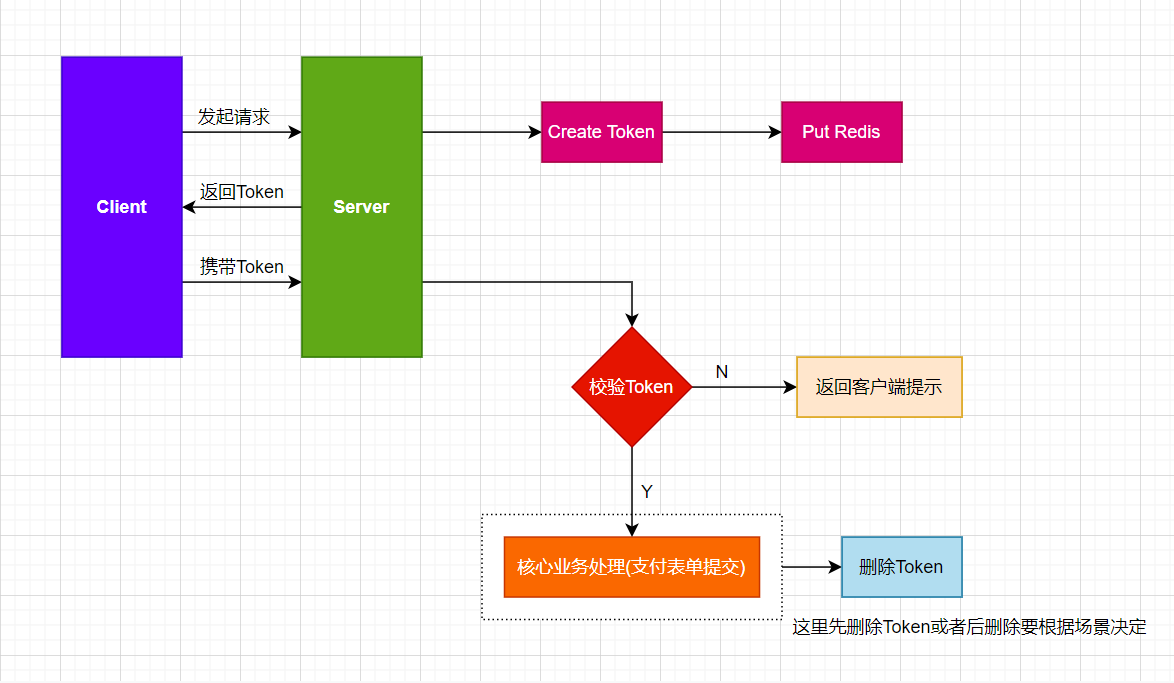 发起请求
Create Token
Put Redis
返回Token
Client
Server
携带Token
校验Token
N
返回客户端提示
Y
核心业务处理(支付表单提交)
删除Token
这里先删除Token或者后删除要根据场景决定